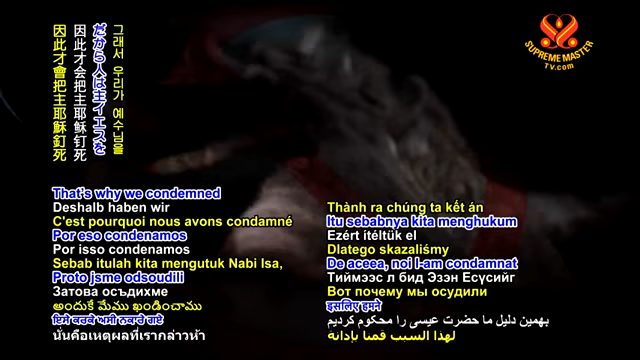 그래서 우리가 예수님을
だから人は主イエスを
因此才会把主耶稣钉死
因此才會把主耶穌釘死
SUPREME MASTER
TV.com
That's why we condemned
Deshalb haben wir
C'est pourquoi nous avons condamné
Por eso condenamos
Por isso condenamos
Sebab itulah kita mengutuk Nabi Isa,
Proto jsme odsoudili
Затова осъдихме
అందుకే మేము ఖండించాము
ਇਸੇ ਕਰਕੇ ਅਸੀਂ ਨਕਾਰੇ ਗਏ
นั่นคือเหตุผลที่เรากล่าวหา
Thành ra chúng ta kết án
Itu sebabnya kita menghukum
Ezért ítéltük el
Dlatego skazaliśmy
De aceea, noi I-am condamnat
Тиймээс л бид Эзэн Есүсийг
Вот почему мы осудили
इसलिए हमने
بهمین دلیل ما حضرت عیسی را محکوم کردیم
لهذا السبب قمنا بإدانة